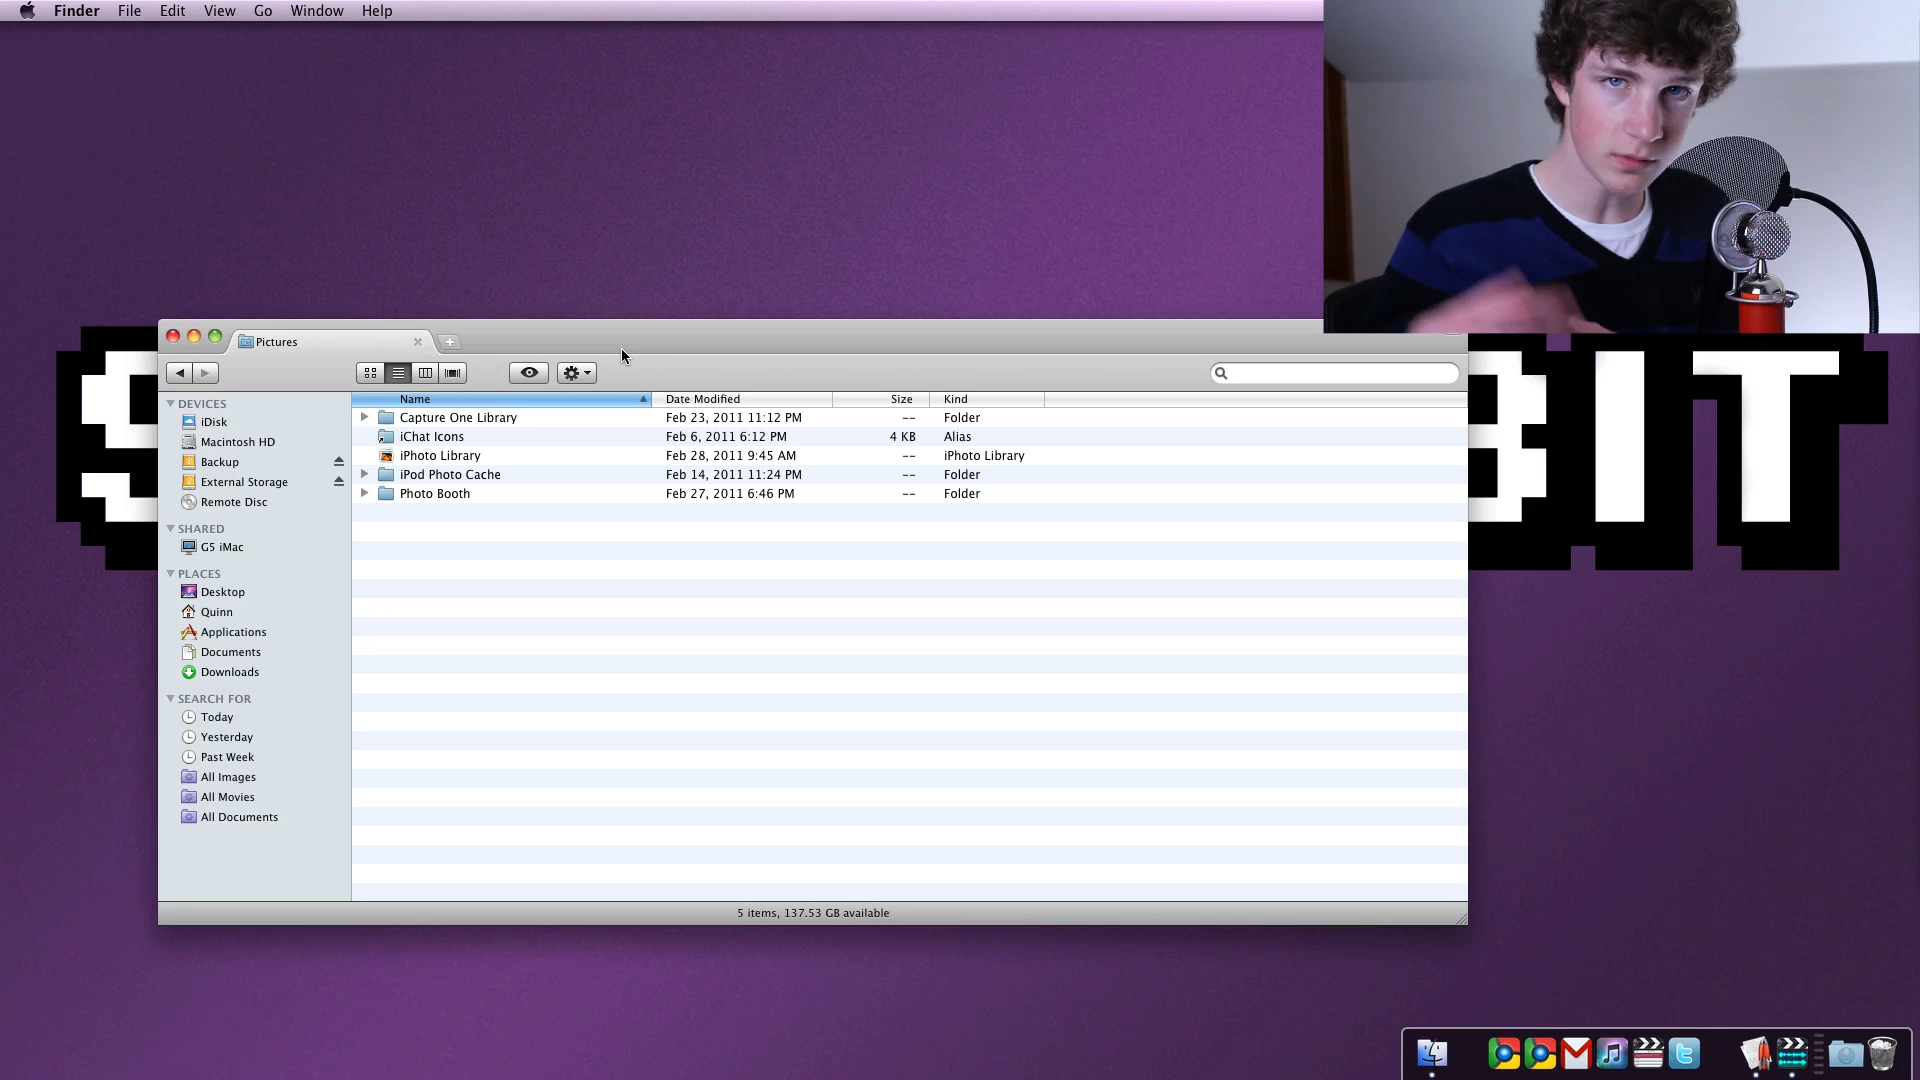 Finder File Edit View Go Window Help
Pictures
Name Date Modified Size Kind
Capture One Library Feb 23, 2011 11:12 PM -- Folder
iChat Icons Feb 6, 2011 6:12 PM 4 KB Alias
iPhoto Library Feb 28, 2011 9:45 AM -- iPhoto Library
iPod Photo Cache Feb 14, 2011 11:24 PM -- Folder
Photo Booth Feb 27, 2011 6:46 PM -- Folder
DEVICES
iDisk
Macintosh HD
Backup
External Storage
Remote Disc
SHARED
G5 iMac
PLACES
Desktop
Quinn
Applications
Documents
Downloads
SEARCH FOR
Today
Yesterday
Past Week
All Images
All Movies
All Documents
5 items, 137.53 GB available